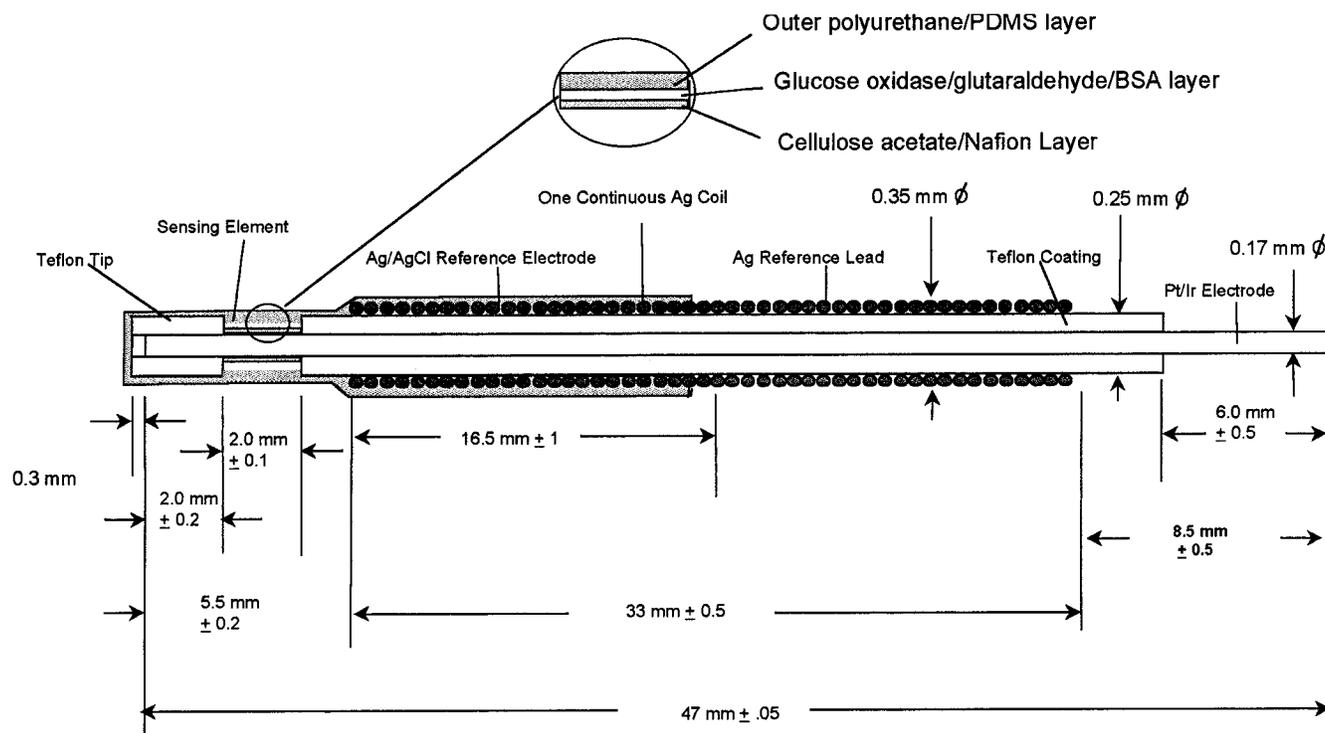 Outer polyurethane/PDMS layer
Glucose oxidase/glutaraldehyde/BSA layer
Cellulose acetate/Nafion Layer
One Continuous Ag Coil
0.35 mm ϕ
0.25 mm ϕ
Sensing Element
0.17 mm ϕ
Teflon Tip
Ag/AgCl Reference Electrode
Ag Reference Lead
Teflon Coating
Pt/Ir Electrode
0.3 mm
2.0 mm
± 0.1
16.5 mm ± 1
6.0 mm
± 0.5
2.0 mm
± 0.2
8.5 mm
± 0.5
5.5 mm
± 0.2
33 mm ± 0.5
47 mm ± .05